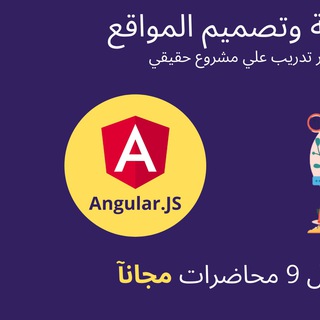 وتصميم المواقع
تدريب علي مشروع حقيقي
A
Angular.JS
9 محاضرات مجانآ